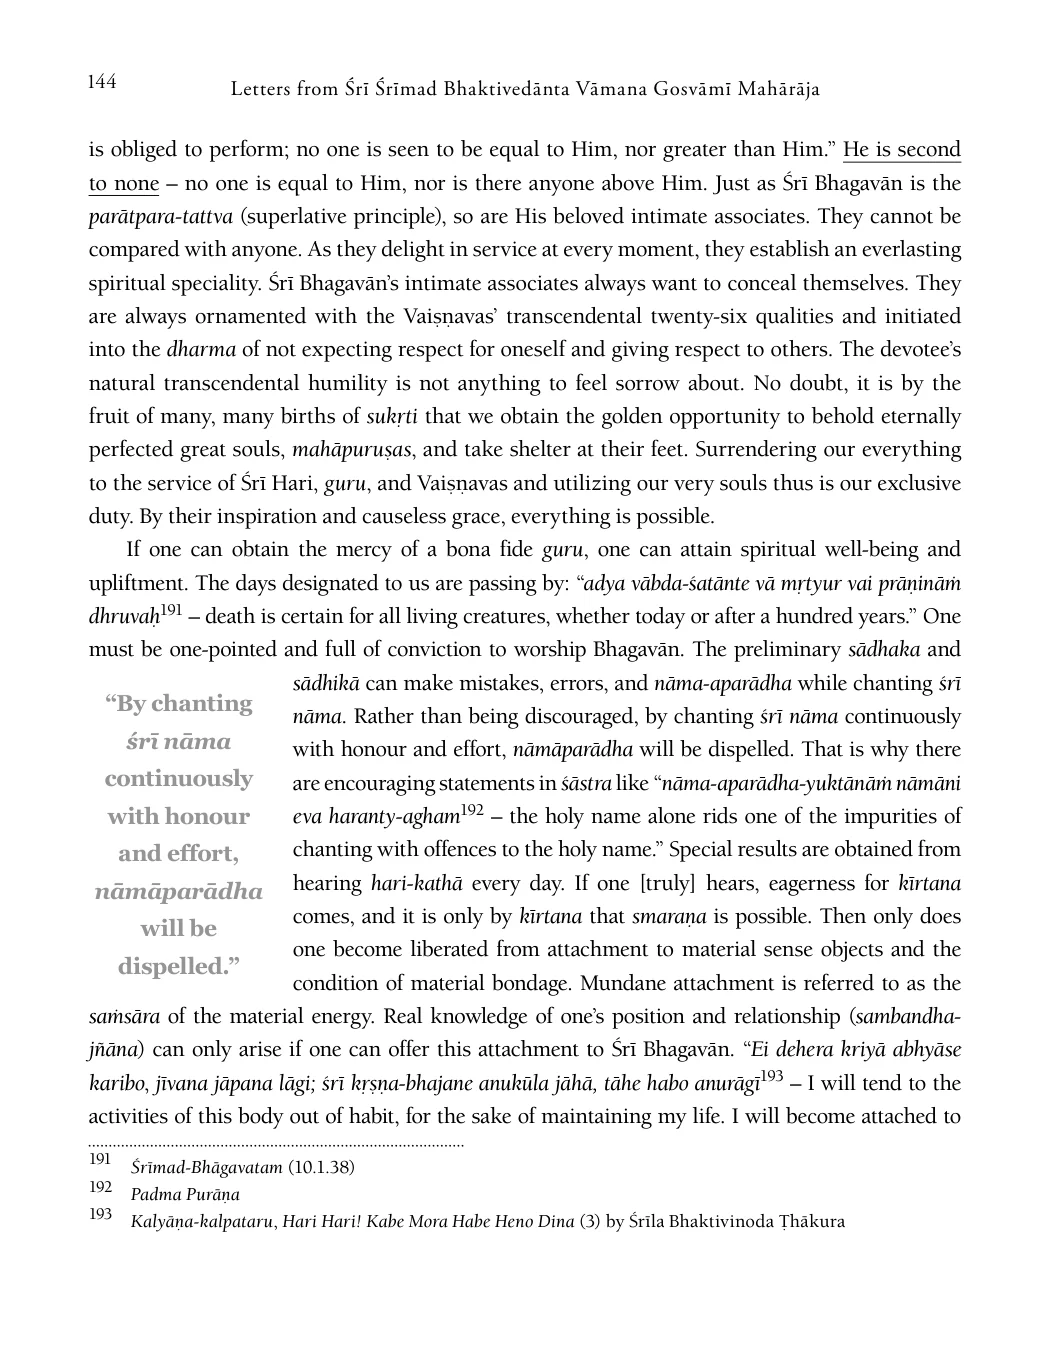 144
Letters from Śrī Śrīmad Bhaktivedānta Vāmana Gosvāmī Mahārāja
is obliged to perform; no one is seen to be equal to Him, nor greater than Him.” He is second
to none – no one is equal to Him, nor is there anyone above Him. Just as Śrī Bhagavān is the
parātpara-tattva (superlative principle), so are His beloved intimate associates. They cannot be
compared with anyone. As they delight in service at every moment, they establish an everlasting
spiritual speciality. Śrī Bhagavān’s intimate associates always want to conceal themselves. They
are always ornamented with the Vaiṣṇavas’ transcendental twenty-six qualities and initiated
into the dharma of not expecting respect for oneself and giving respect to others. The devotee’s
natural transcendental humility is not anything to feel sorrow about. No doubt, it is by the
fruit of many, many births of sukṛti that we obtain the golden opportunity to behold eternally
perfected great souls, mahāpuruṣas, and take shelter at their feet. Surrendering our everything
to the service of Śrī Hari, guru, and Vaiṣṇavas and utilizing our very souls thus is our exclusive
duty. By their inspiration and causeless grace, everything is possible.
If one can obtain the mercy of a bona fide guru, one can attain spiritual well-being and
upliftment. The days designated to us are passing by: “adya vābda-śatānte vā mṛtyur vai prāṇināṁ
dhruvaḥ191 – death is certain for all living creatures, whether today or after a hundred years.” One
must be one-pointed and full of conviction to worship Bhagavān. The preliminary sādhaka and
sādhikā can make mistakes, errors, and nāma-aparādha while chanting śrī
nāma. Rather than being discouraged, by chanting śrī nāma continuously
with honour and effort, nāmāparādha will be dispelled. That is why there
are encouraging statements in śāstra like “nāma-aparādha-yuktānāṁ nāmāni
eva haranty-agham192 – the holy name alone rids one of the impurities of
chanting with offences to the holy name.” Special results are obtained from
hearing hari-kathā every day. If one [truly] hears, eagerness for kīrtana
comes, and it is only by kīrtana that smaraṇa is possible. Then only does
one become liberated from attachment to material sense objects and the
condition of material bondage. Mundane attachment is referred to as the
“By chanting
śrī nāma
continuously
with honour
and effort,
nāmāparādha
will be
dispelled.”
saṁsāra of the material energy. Real knowledge of one’s position and relationship (sambandha-
jñāna) can only arise if one can offer this attachment to Śrī Bhagavān. “Ei dehera kriyā abhyāse
karibo, jīvana jāpana lāgi; śrī kṛṣṇa-bhajane anukūla jāhā, tāhe habo anurāgī193 – I will tend to the
activities of this body out of habit, for the sake of maintaining my life. I will become attached to
191 Śrīmad-Bhāgavatam (10.1.38)
192 Padma Purāṇa
193 Kalyāṇa-kalpataru, Hari Hari! Kabe Mora Habe Heno Dina (3) by Śrīla Bhaktivinoda Ṭhākura